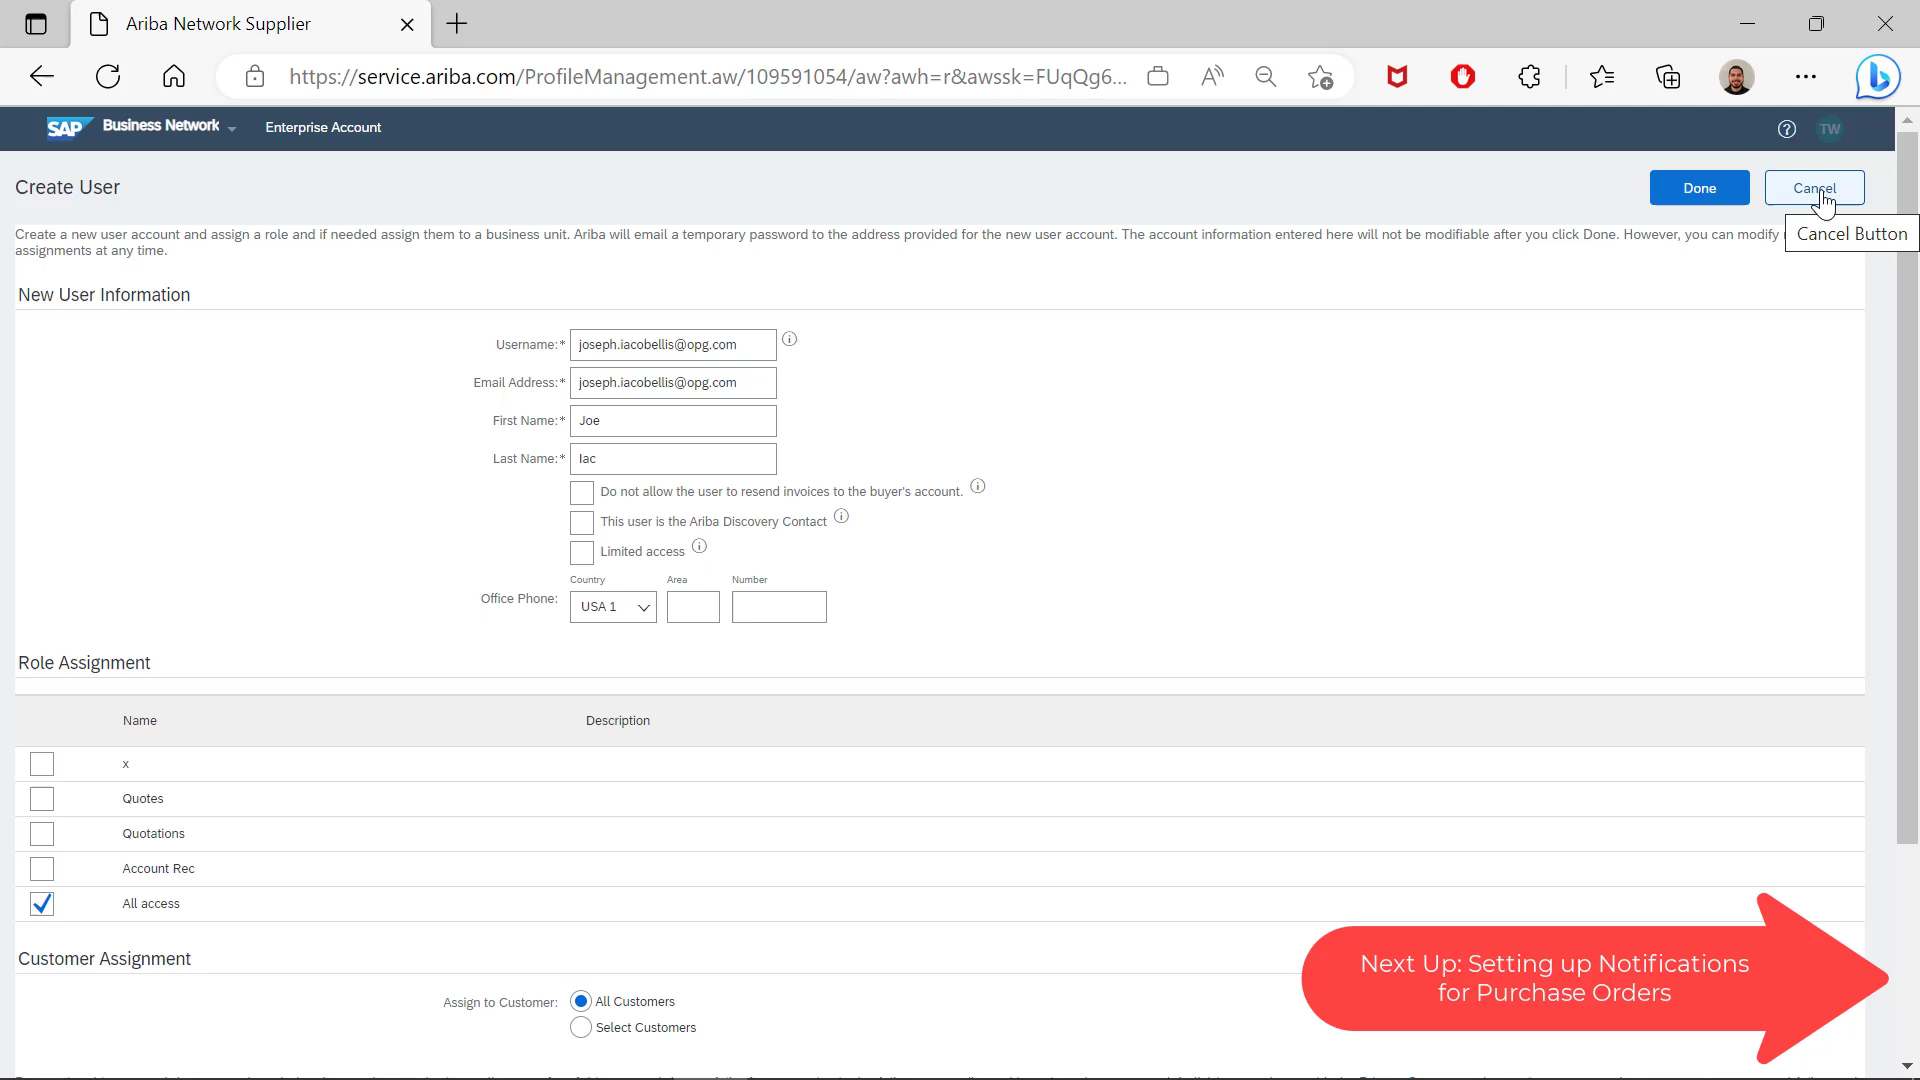 Ariba Network Supplier
https://service.ariba.com/ProfileManagement.aw/109591054/aw?awh=r&awssk=FUqQg6...
SAP Business Network Enterprise Account
TW
Create User
Done
Cancel
Create a new user account and assign a role and if needed assign them to a business unit. Ariba will email a temporary password to the address provided for the new user account. The account information entered here will not be modifiable after you click Done. However, you can modify
assignments at any time.
Cancel Button
New User Information
Username:* joseph.iacobellis@opg.com
Email Address:* joseph.iacobellis@opg.com
First Name:* Joe
Last Name:* Iac
Do not allow the user to resend invoices to the buyer's account.
This user is the Ariba Discovery Contact
Limited access
Country Area Number
Office Phone: USA 1
Role Assignment
Name Description
x
Quotes
Quotations
Account Rec
All access
Customer Assignment
Assign to Customer: All Customers
Select Customers
Next Up: Setting up Notifications
for Purchase Orders